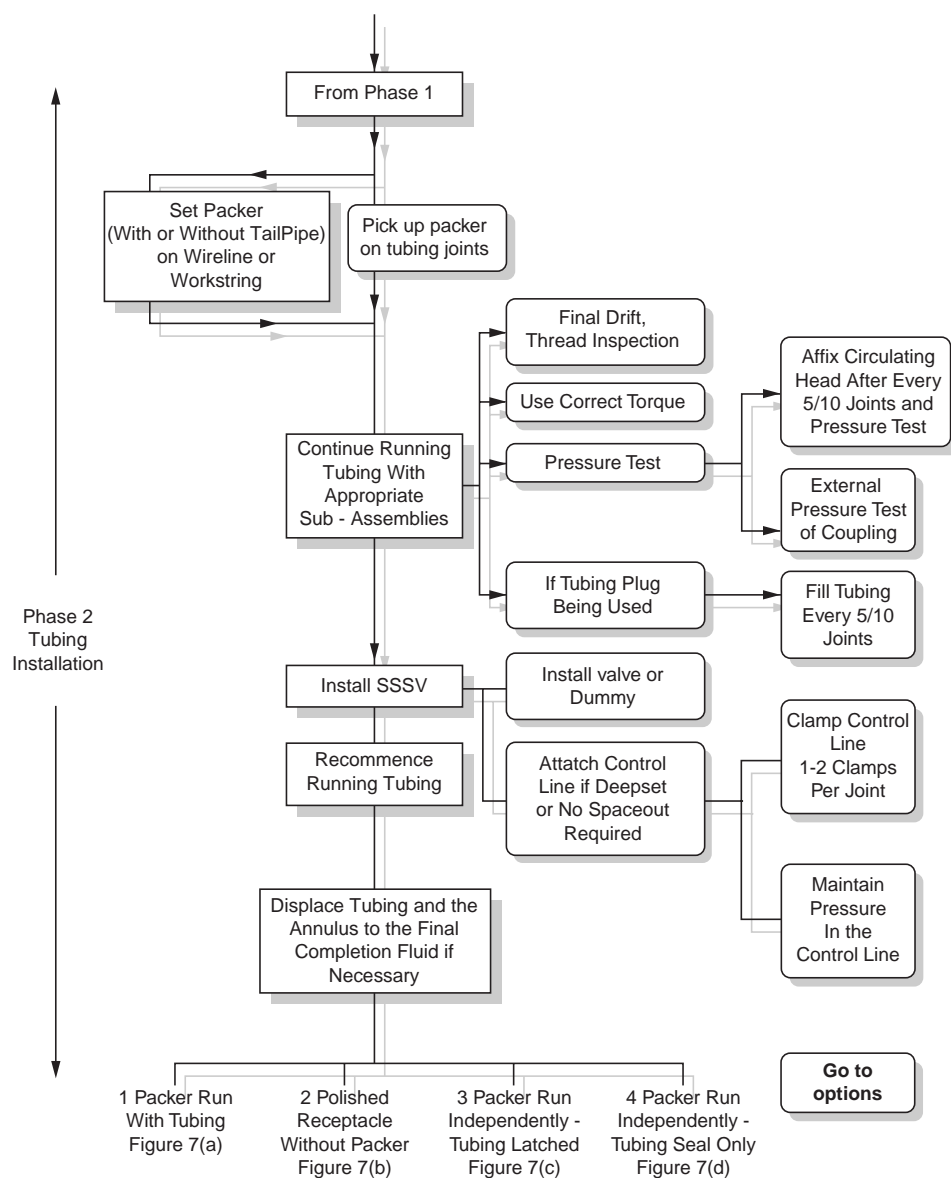 From Phase 1
Set Packer
(With or Without TailPipe)
on Wireline or
Workstring
Pick up packer
on tubing joints
Final Drift,
Thread Inspection
Use Correct Torque
Pressure Test
Affix Circulating
Head After Every
5/10 Joints and
Pressure Test
External
Pressure Test
of Coupling
Continue Running
Tubing With
Appropriate
Sub - Assemblies
If Tubing Plug
Being Used
Fill Tubing
Every 5/10
Joints
Phase 2
Tubing
Installation
Install SSSV
Install valve or
Dummy
Recommence
Running Tubing
Attatch Control
Line if Deepset
or No Spaceout
Required
Clamp Control
Line
1-2 Clamps
Per Joint
Maintain
Pressure
In the
Control Line
Displace Tubing and the
Annulus to the Final
Completion Fluid if
Necessary
Go to
options
1 Packer Run
With Tubing
Figure 7(a)
2 Polished
Receptacle
Without Packer
Figure 7(b)
3 Packer Run
Independently -
Tubing Latched
Figure 7(c)
4 Packer Run
Independently -
Tubing Seal Only
Figure 7(d)